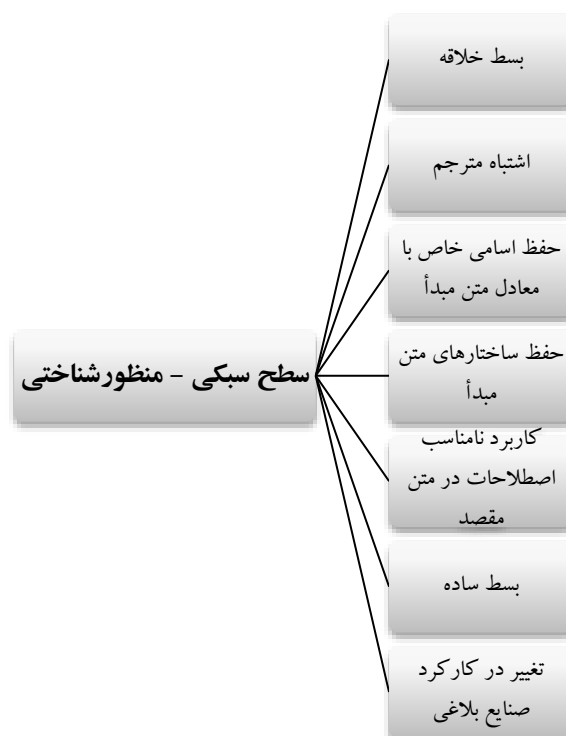 سطح سبکی - منظورشناختی
بسط خلاقه
اشتباه مترجم
حفظ اسامی خاص با
معادل متن مبدأ
حفظ ساختارهای متن
مبدأ
کاربرد نامناسب
اصطلاحات در متن
مقصد
بسط ساده
تغییر در کارکرد
صنایع بلاغی